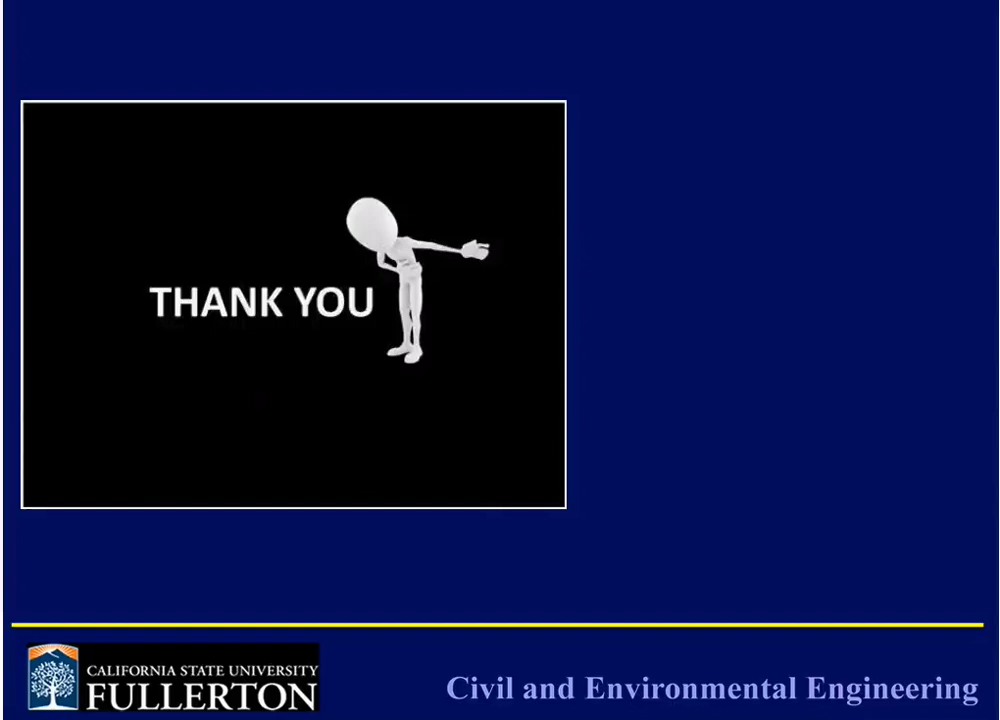 THANK YOU
CALIFORNIA STATE UNIVERSITY
FULLERTON
Civil and Environmental Engineering